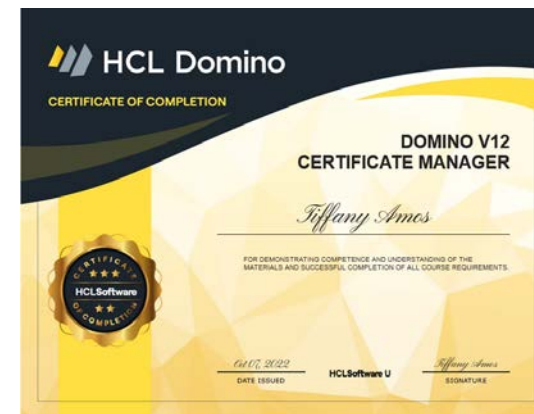 HCL Domino
CERTIFICATE OF COMPLETION
DOMINO V12
CERTIFICATE MANAGER
Tiffany Amos
FOR DEMONSTRATING COMPETENCE AND UNDERSTANDING OF THE
MATERIALS AND SUCCESSFUL COMPLETION OF ALL COURSE REQUIREMENTS.
CERTIFICATE
HCLSoftware
OF COMPLETION
Oct 07, 2022
DATE ISSUED
HCLSoftware U
Tiffany Amos
SIGNATURE